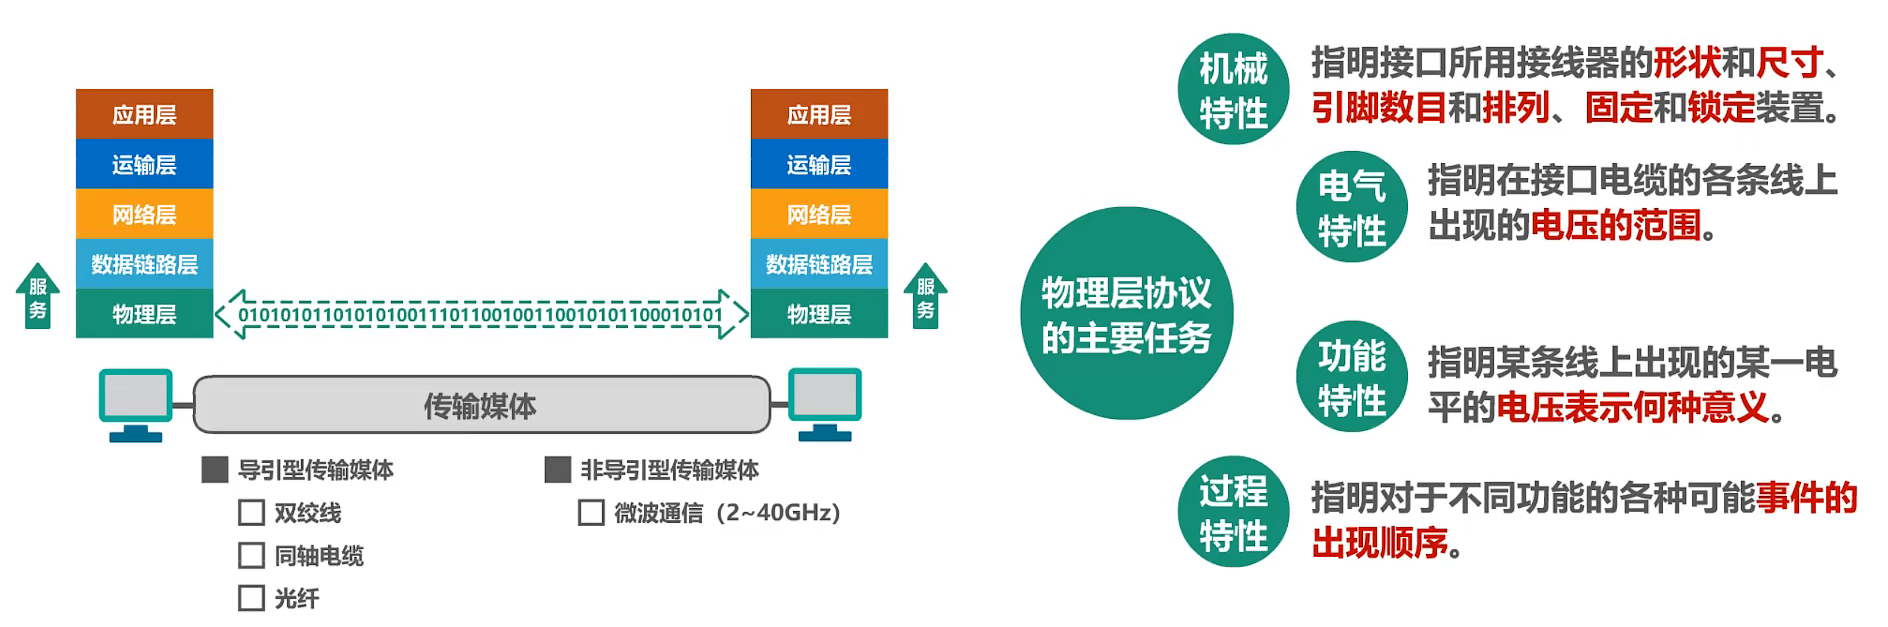 应用层
运输层
网络层
数据链路层
物理层
服务
010101011010101001110110010011001010110001010​1
应用层
运输层
网络层
数据链路层
物理层
服务
传输媒体
导引型传输媒体
双绞线
同轴电缆
光纤
非导引型传输媒体
微波通信（2~40GHz）
物理层协议
的主要任务
机械
特性
指明接口所用接线器的形状和尺寸、
引脚数目和排列、固定和锁定装置。
电气
特性
指明在接口电缆的各条线上
出现的电压的范围。
功能
特性
指明某条线上出现的某一电
平的电压表示何种意义。
过程
特性
指明对于不同功能的各种可能事件的
出现顺序。